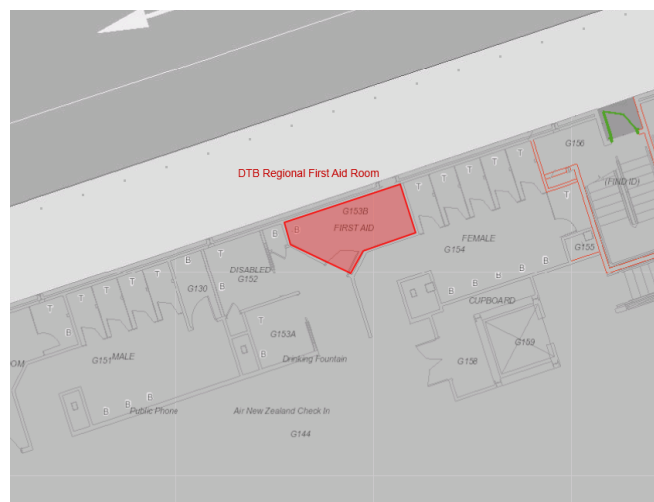 DTB Regional First Aid Room
G156
(FIND ID)
T T T T T T
G153B
B B
FIRST AID
FEMALE
G154
G155
B
T
DISABLED
G152
B
T
G130
B
B B B B B
CUPBOARD
T T T T T
B
G153A
T
B
Drinking Fountain
G158
G159
OOM
G151 MALE
B B B
Public Phone
Air New Zealand Check In
G144